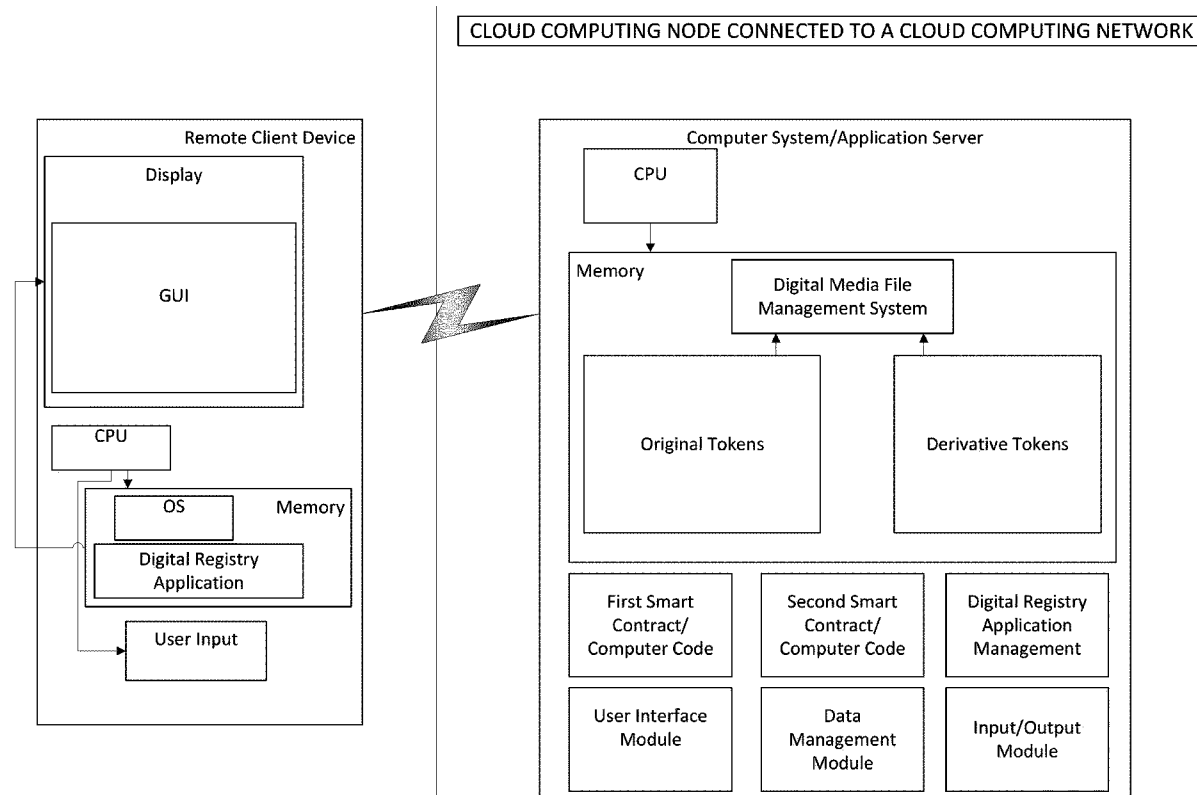 CLOUD COMPUTING NODE CONNECTED TO A CLOUD COMPUTING NETWORK
Remote Client Device
Display
GUI
CPU
OS
Memory
Digital Registry
Application
User Input
Computer System/Application Server
CPU
Memory
Digital Media File
Management System
Original Tokens
Derivative Tokens
First Smart
Contract/
Computer Code
Second Smart
Contract/
Computer Code
Digital Registry
Application
Management
User Interface
Module
Data
Management
Module
Input/Output
Module